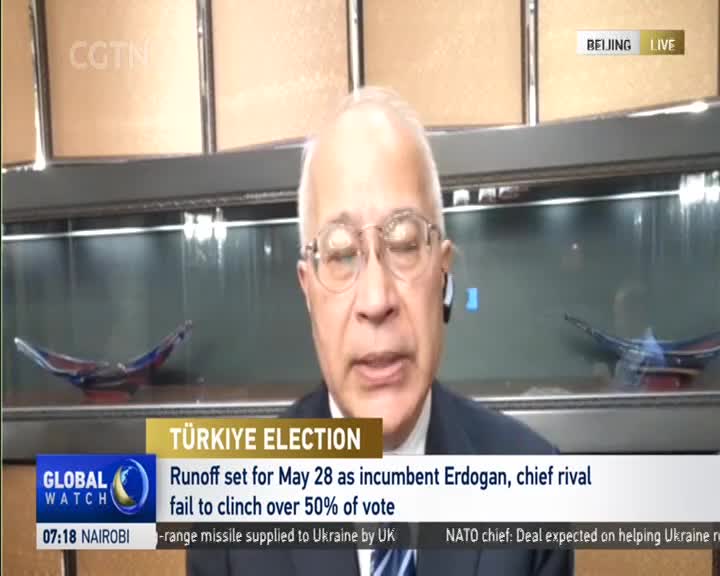 CGTN
BEIJING LIVE
TÜRKİYE ELECTION
Runoff set for May 28 as incumbent Erdogan, chief rival
fail to clinch over 50% of vote
GLOBAL
WATCH
07:18 NAIROBI
-range missile supplied to Ukraine by UK NATO chief: Deal expected on helping Ukraine r